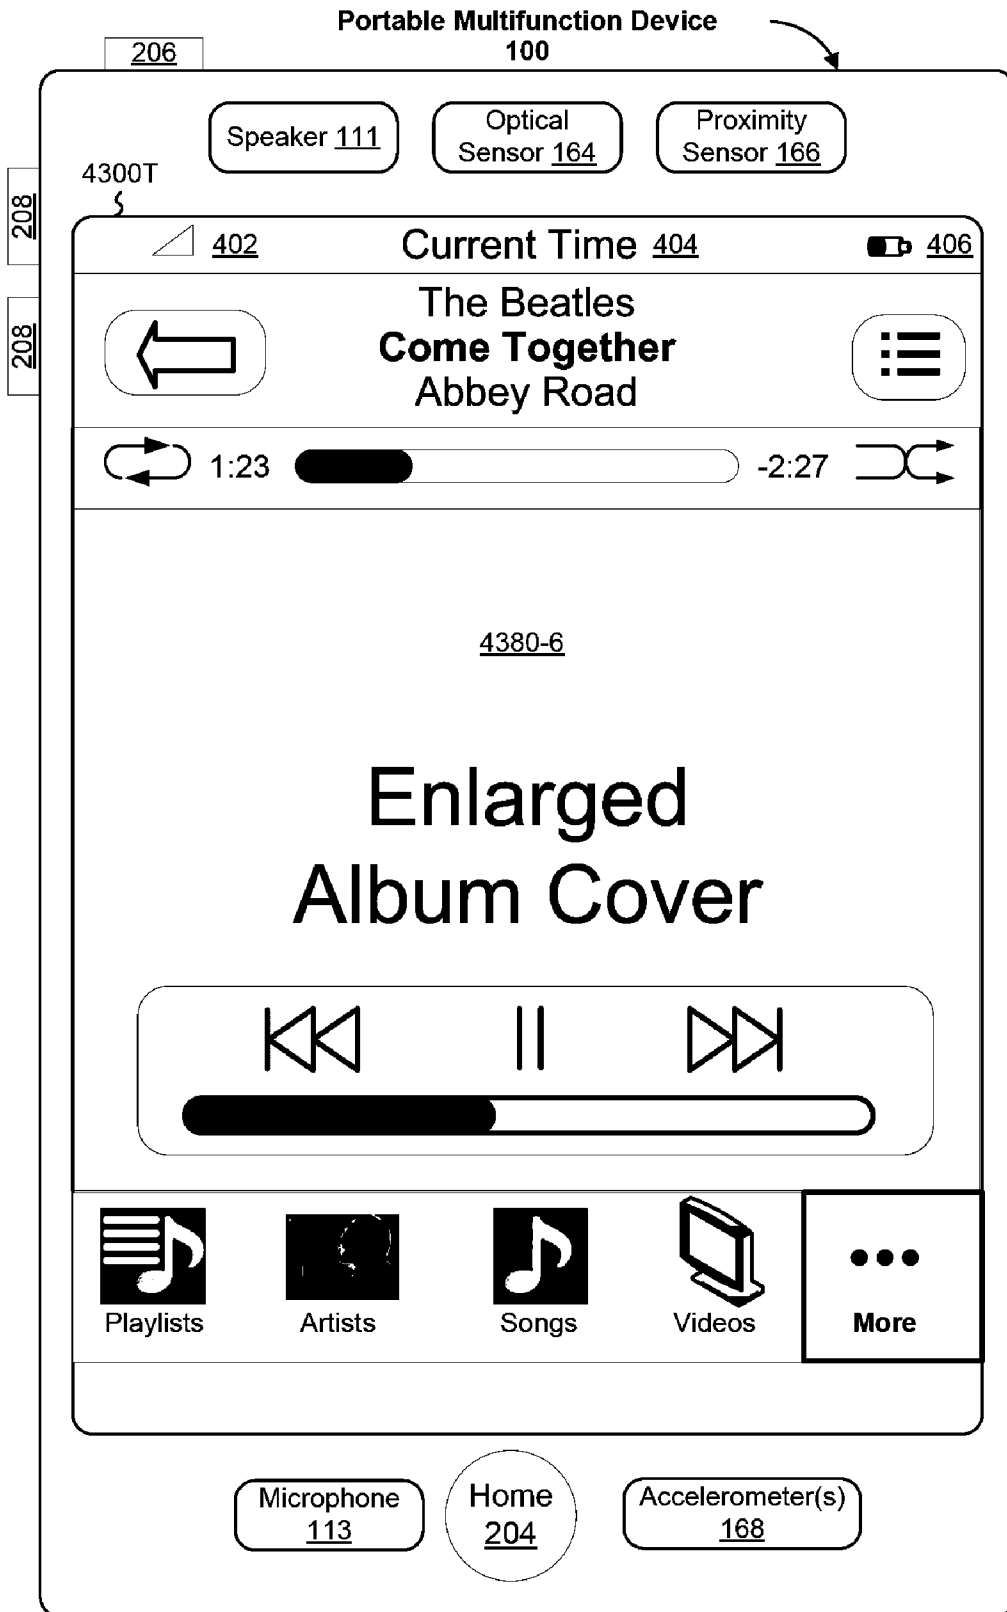 Portable Multifunction Device
100
206
Speaker 111
Optical
Sensor 164
Proximity
Sensor 166
4300T
208
208
402
Current Time 404
406
The Beatles
Come Together
Abbey Road
1:23
-2:27
4380-6
Enlarged
Album Cover
Playlists
Artists
Songs
Videos
More
Microphone
113
Home
204
Accelerometer(s)
168